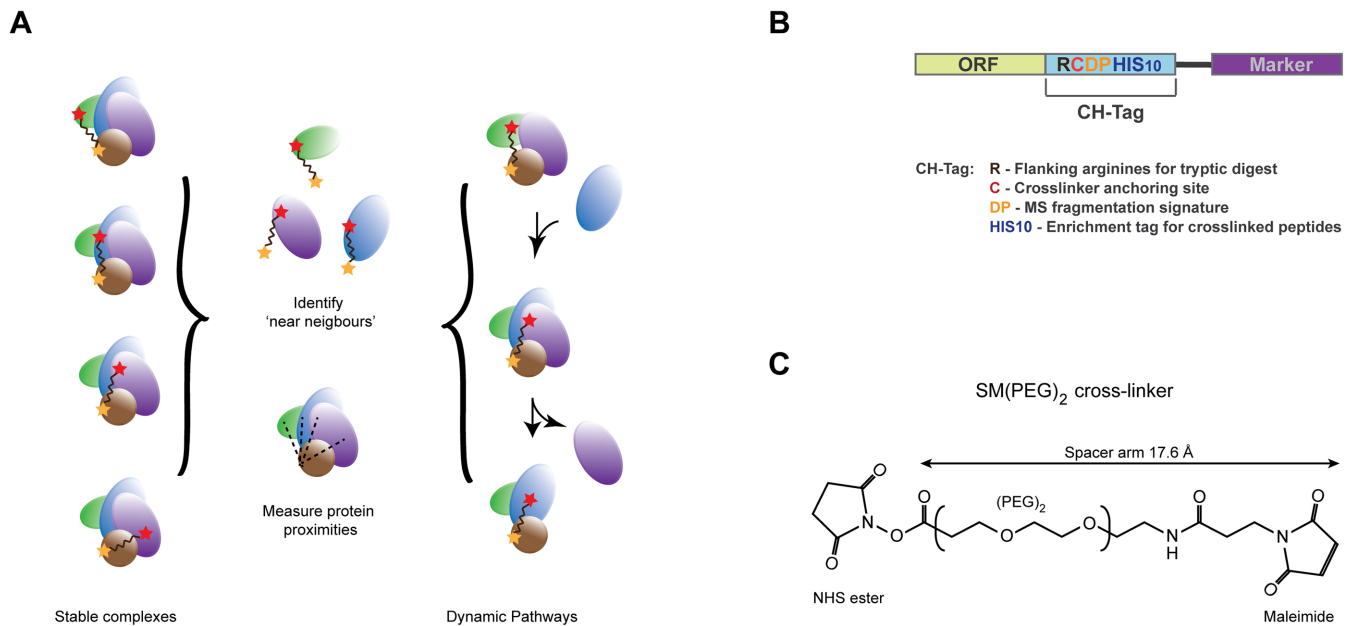 A
Identify
‘near neigbours’
Measure protein
proximities
Stable complexes
Dynamic Pathways
B
ORF
RCDPHIS10
Marker
CH-Tag
CH-Tag: R - Flanking arginines for tryptic digest
C - Crosslinker anchoring site
DP - MS fragmentation signature
HIS10 - Enrichment tag for crosslinked peptides
C
SM(PEG)2 cross-linker
Spacer arm 17.6 Å
(PEG)2
O
O
O
O
O
N
O
O
O
N
H
N
O
O
NHS ester
Maleimide